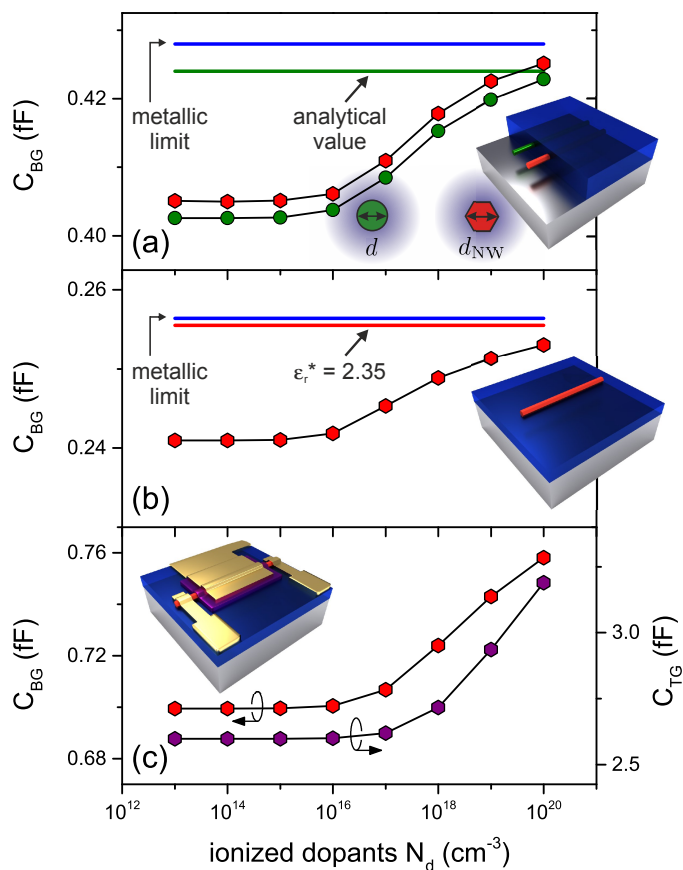 0.42
0.40
C_BG (fF)
metallic
limit
analytical
value
d
d_NW
(a)
0.26
0.24
C_BG (fF)
metallic
limit
ε_r* = 2.35
(b)
0.76
0.72
0.68
C_BG (fF)
3.0
2.5
C_TG (fF)
(c)
10^12 10^14 10^16 10^18 10^20
ionized dopants N_d (cm^-3)